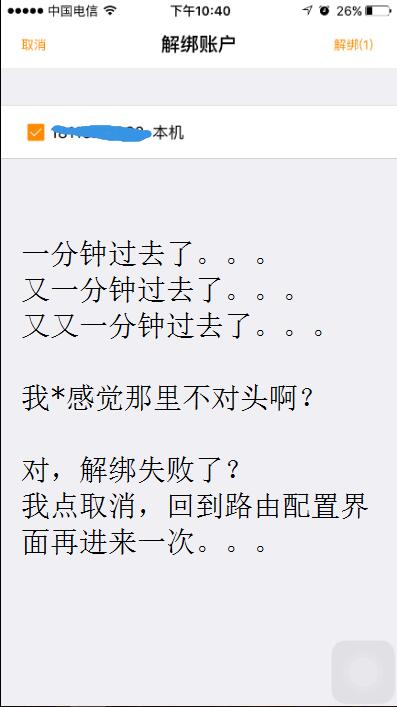 中国电信 下午10:40 26%
取消 解绑账户 解绑(1)
本机
一分钟过去了。。。
又一分钟过去了。。。
又又一分钟过去了。。。
我*感觉那里不对头啊？
对，解绑失败了？
我点取消，回到路由配置界
面再进来一次。。。